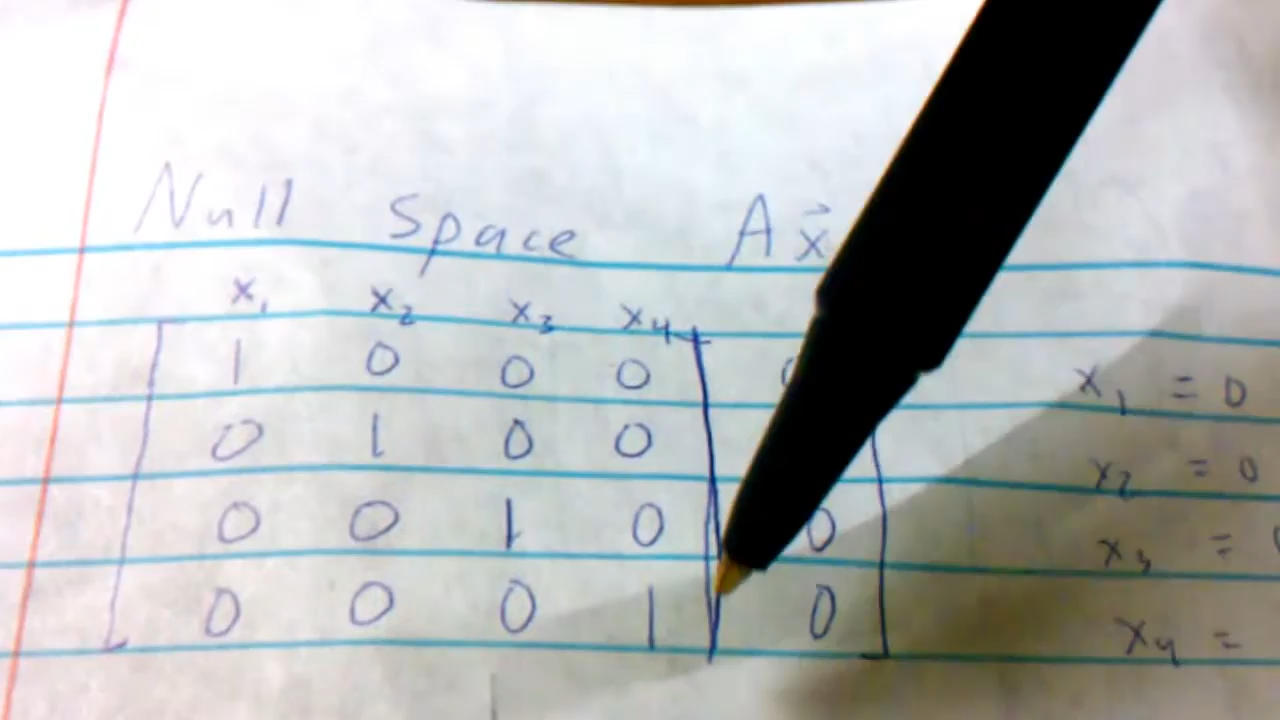 Null Space A x⃗
x₁ x₂ x₃ x₄
1 0 0 0 x₁ = 0
0 1 0 0 x₂ = 0
0 0 1 0 0 x₃ =
0 0 0 1 0 x₄ =